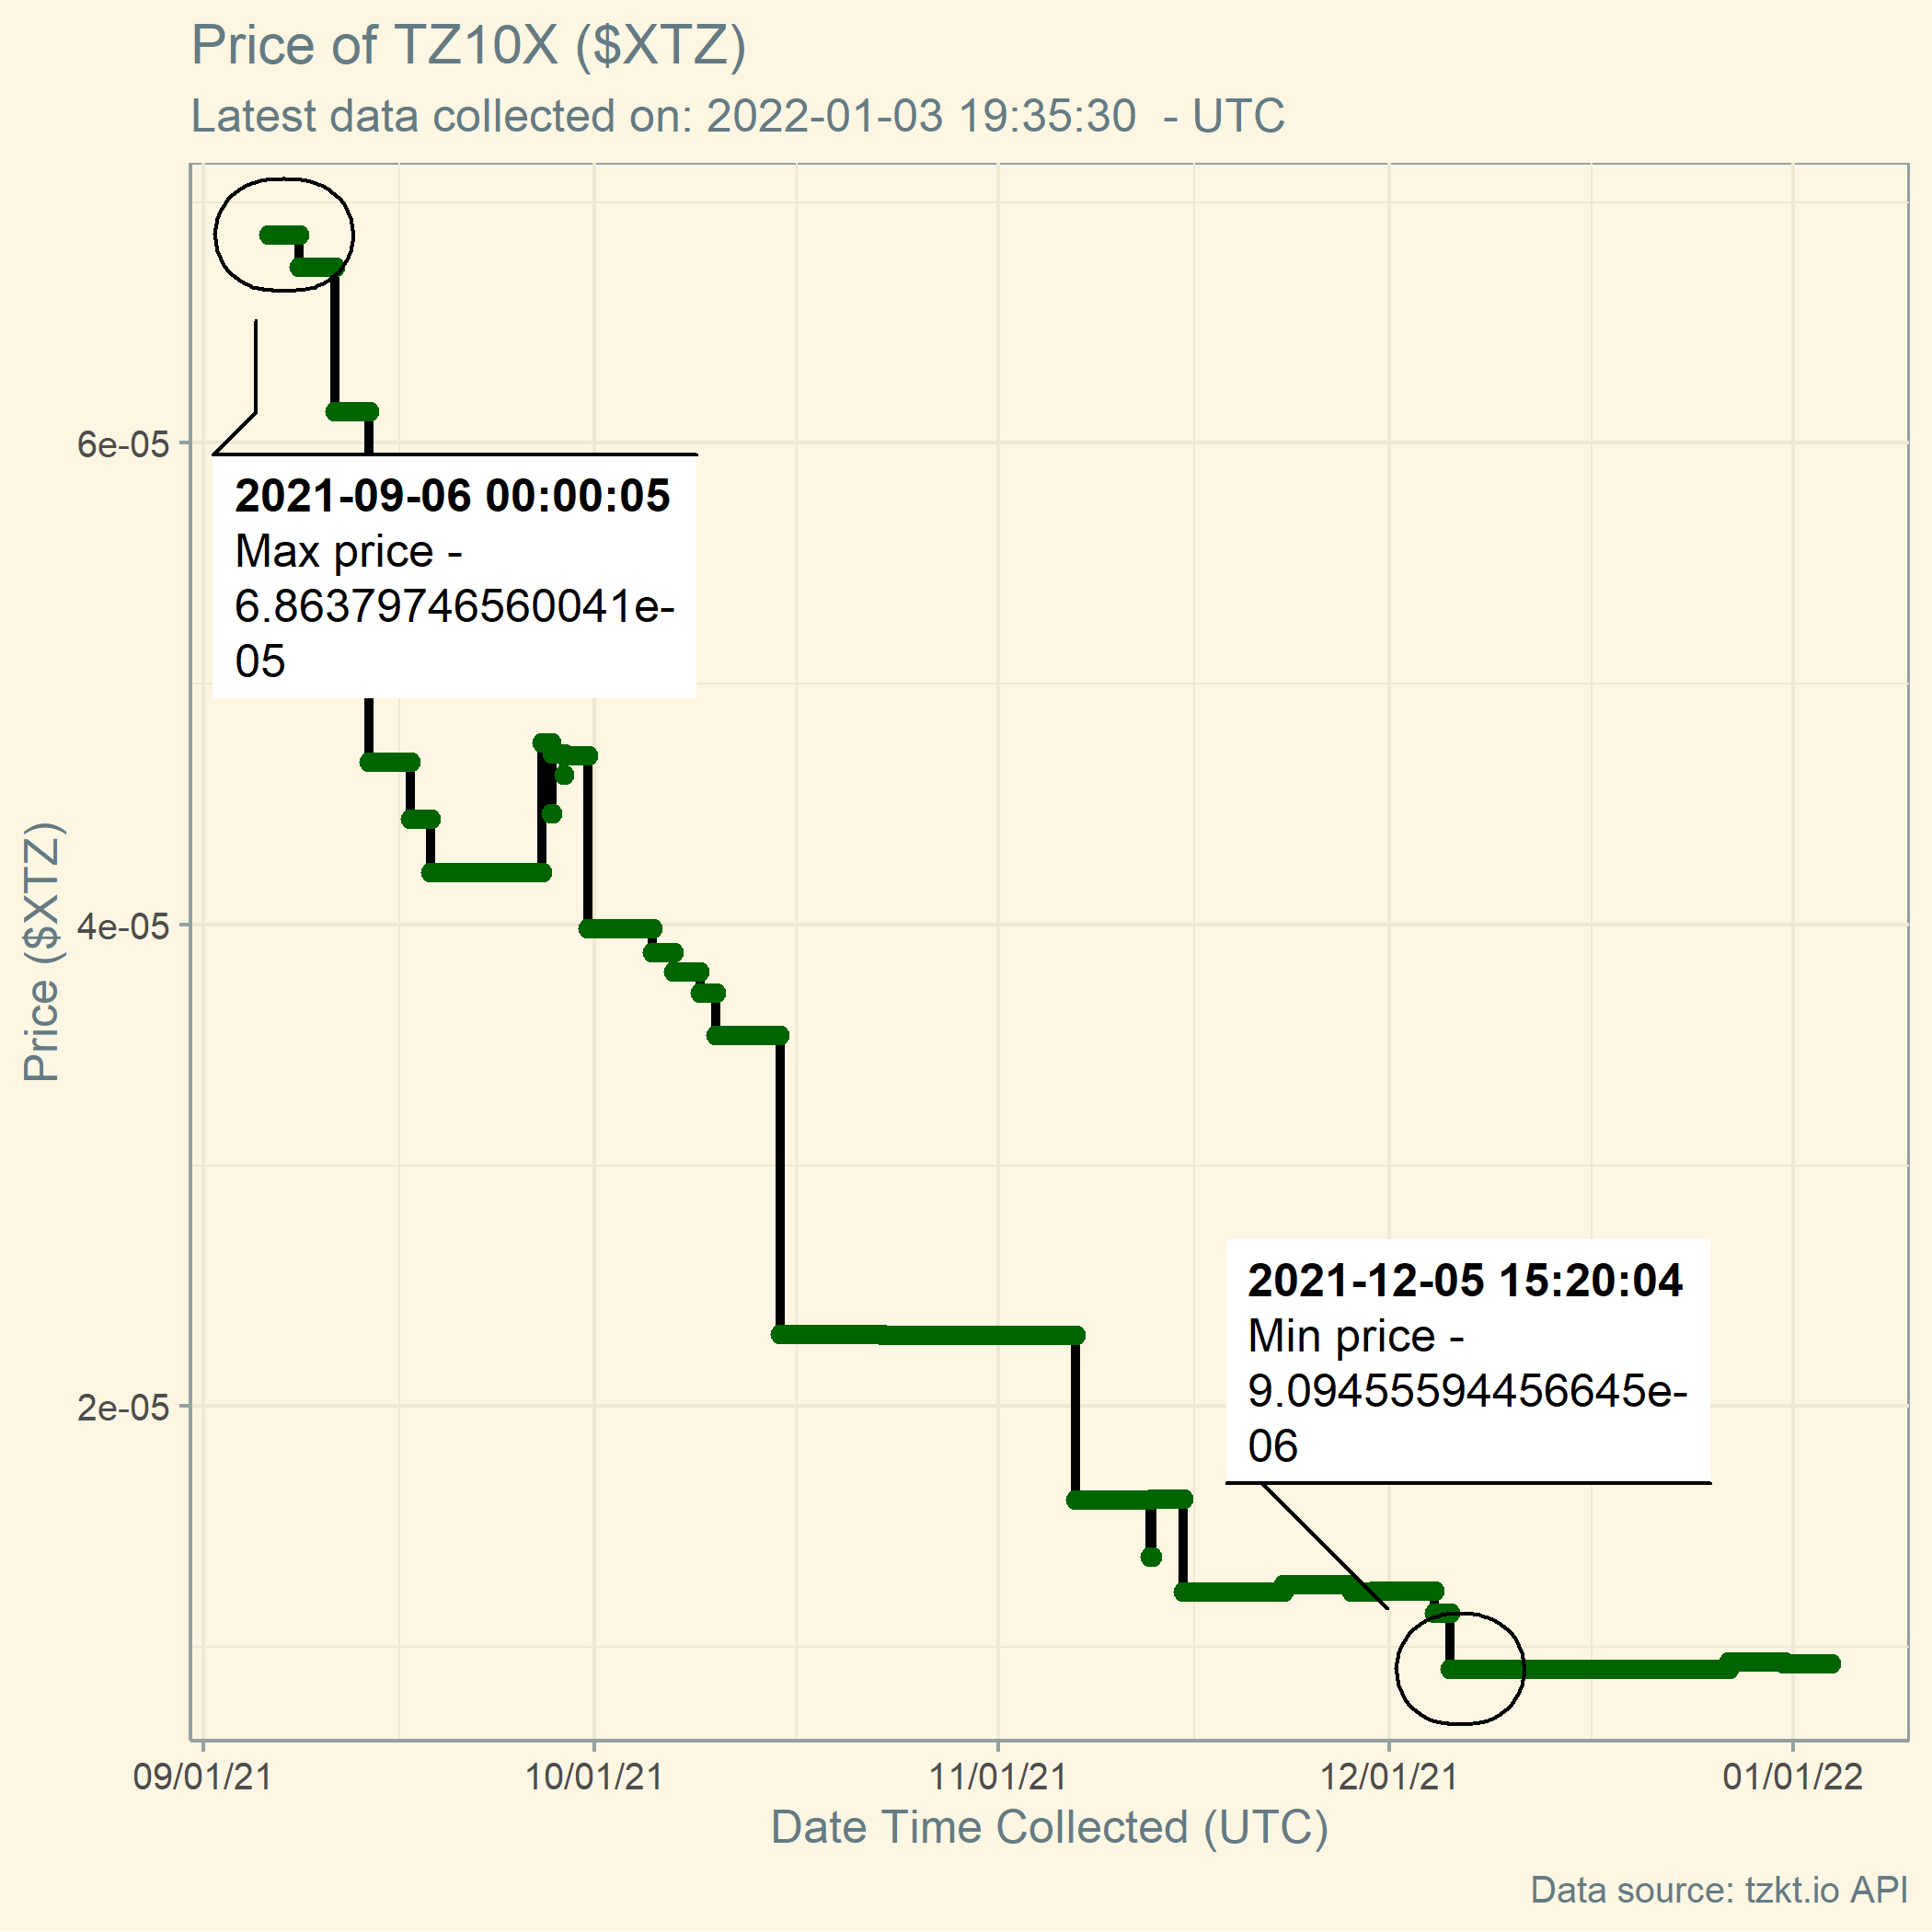 Price of TZ10X ($XTZ)
Latest data collected on: 2022-01-03 19:35:30  - UTC
Price ($XTZ)
6e-05
4e-05
2e-05
2021-09-06 00:00:05
Max price -
6.86379746560041e-
05
2021-12-05 15:20:04
Min price -
9.09455594456645e-
06
09/01/21
10/01/21
11/01/21
12/01/21
01/01/22
Date Time Collected (UTC)
Data source: tzkt.io API